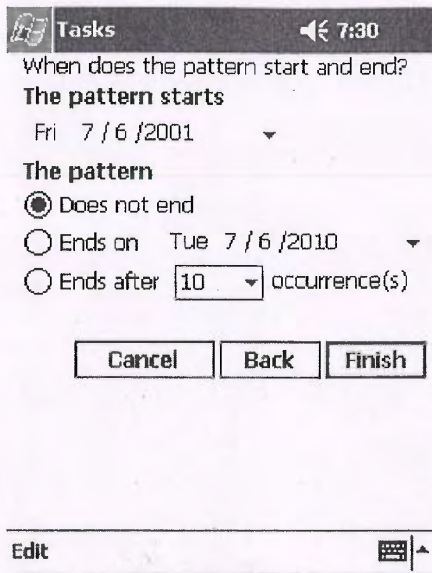 Tasks 7:30
When does the pattern start and end?
The pattern starts
Fri 7 / 6 /2001
The pattern
Does not end
Ends on Tue 7 / 6 /2010
Ends after 10 occurrence(s)
Cancel Back Finish
Edit